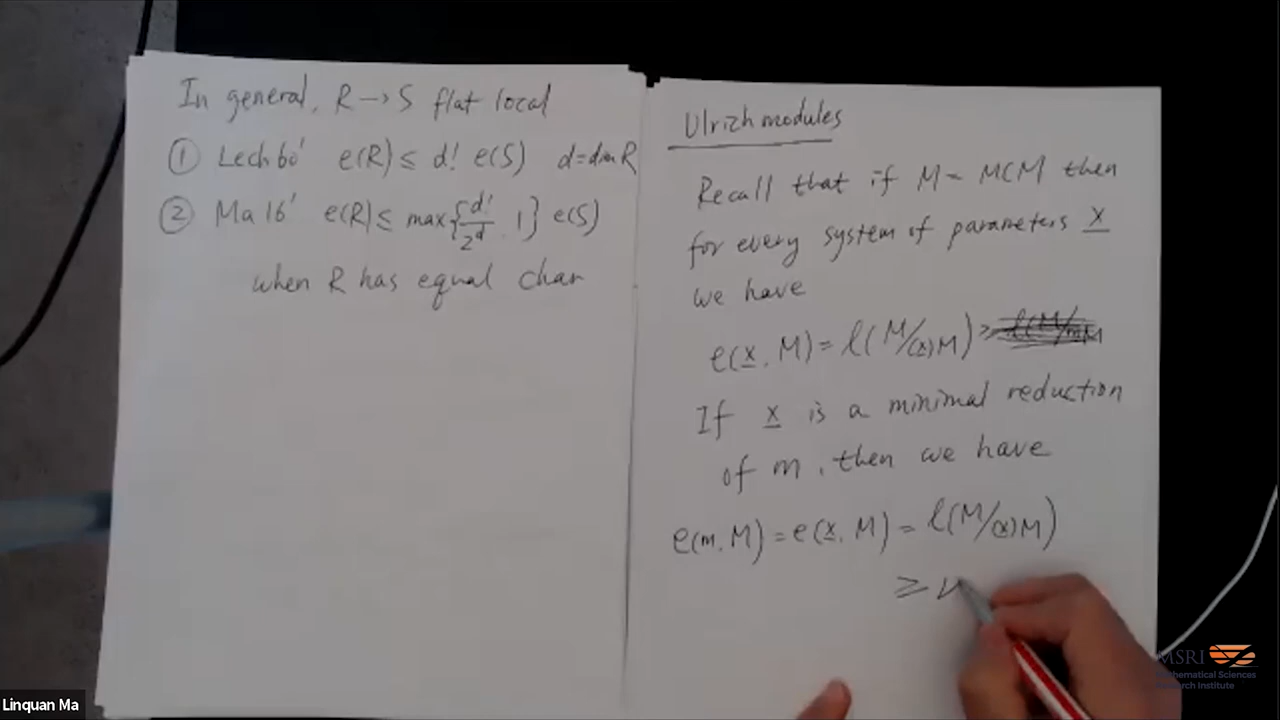 In general, R → S flat local
① Lech 60' e(R) ≤ d! e(S) d = dim R
② Ma 16' e(R) ≤ max{d!/2^d, 1} e(S)
when R has equal char
Ulrich modules
Recall that if M = MCM then
for every system of parameters x
we have
e(x, M) = ℓ(M/(x)M) ≥
If x is a minimal reduction
of m, then we have
e(m, M) = e(x, M) = ℓ(M/(x)M)
≥ ν
MSRI
Mathematical Sciences
Research Institute
Linquan Ma